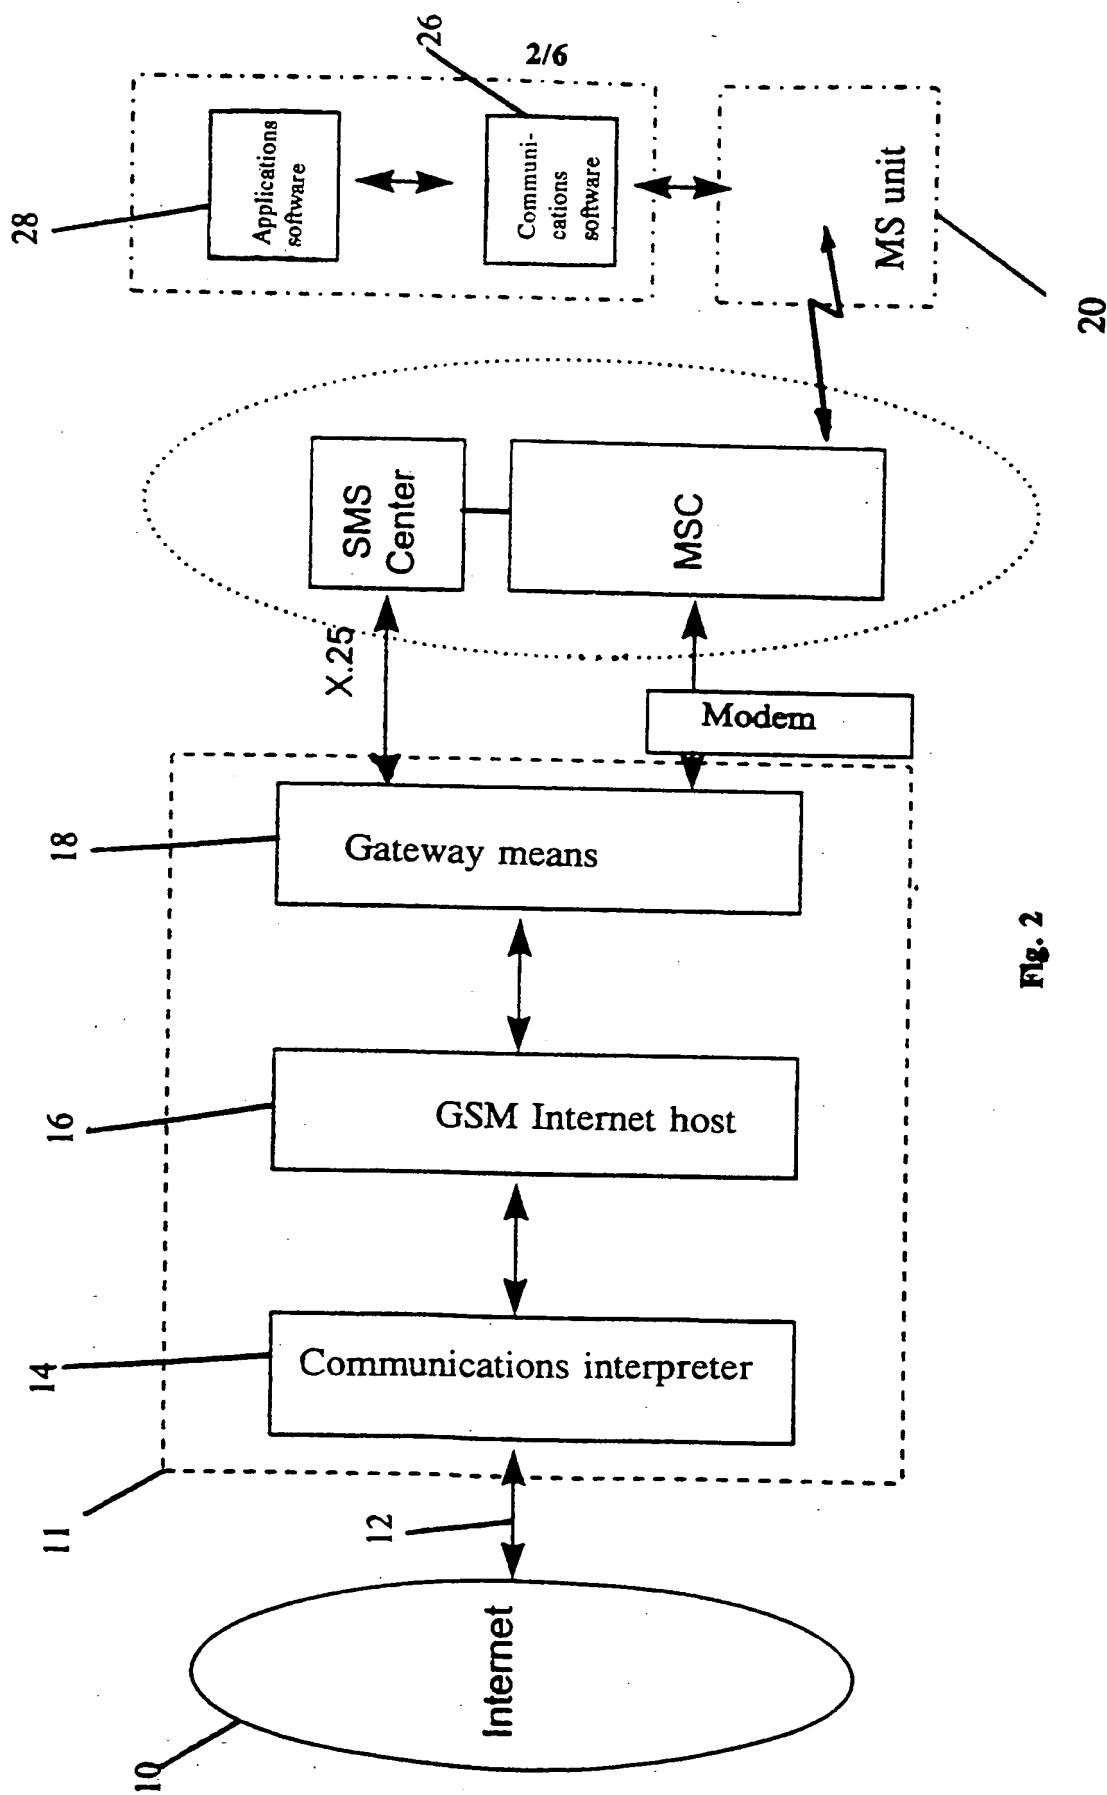 2/6
26
28
Applications
software
Communi-
cations
software
MS unit
20
SMS
Center
MSC
X.25
Modem
18
Gateway means
16
GSM Internet host
14
Communications interpreter
11
12
Internet
10
Fig. 2